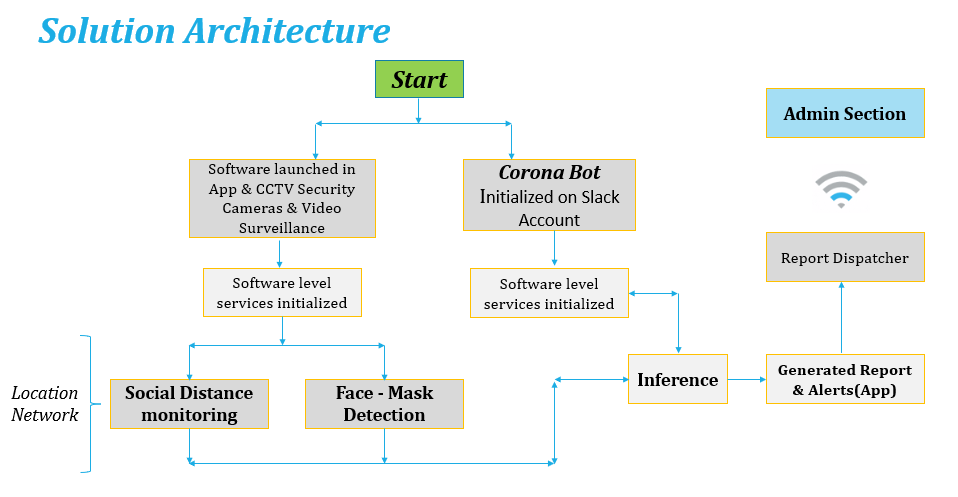 Solution Architecture
Start
Admin Section
Software launched in
App & CCTV Security
Cameras & Video
Surveillance
Corona Bot
Initialized on Slack
Account
Report Dispatcher
Software level
services initialized
Software level
services initialized
Location
Network
Social Distance
monitoring
Face - Mask
Detection
Inference
Generated Report
& Alerts(App)